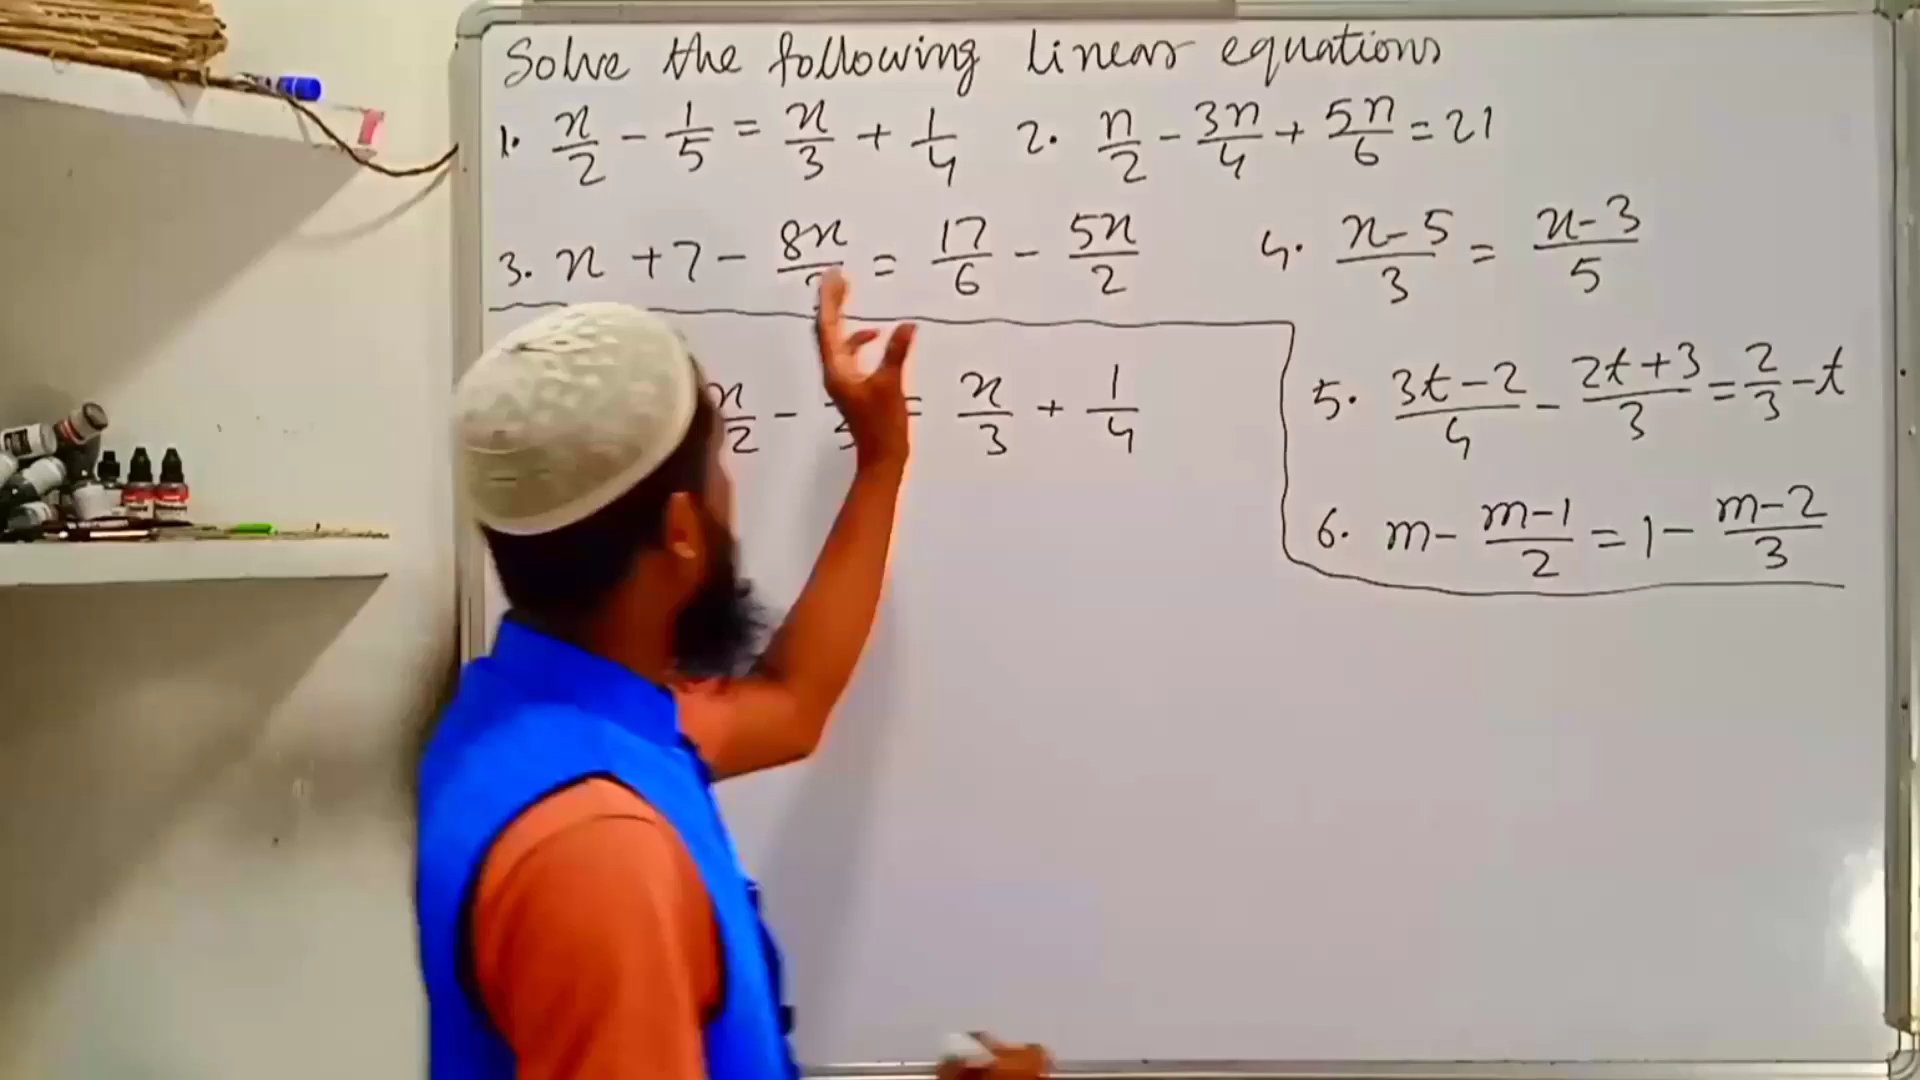 Solve the following linear equations
1. x/2 - 1/5 = x/3 + 1/4 2. n/2 - 3n/4 + 5n/6 = 21
3. x + 7 - 8x/ = 17/6 - 5x/2 4. x-5/3 = x-3/5
x/2 - = x/3 + 1/4 5. 3t-2/4 - 2t+3/3 = 2/3 - t
6. m - m-1/2 = 1 - m-2/3